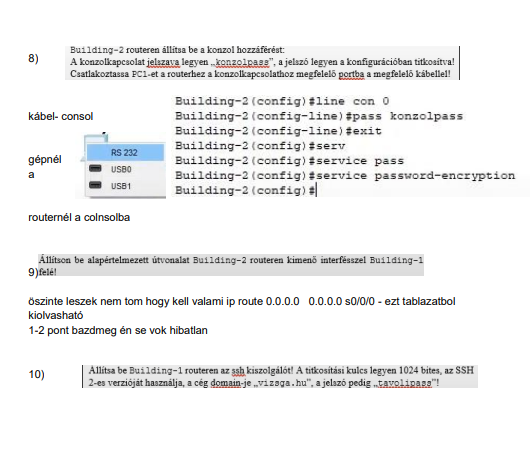 8)
Building-2 routeren állítsa be a konzol hozzáférést:
A konzolkapcsolat jelszava legyen „konzolpass”, a jelszó legyen a konfigurációban titkosítva!
Csatlakoztassa PC1-et a routerhez a konzolkapcsolathoz megfelelő portba a megfelelő kábellel!
kábel- consol
Building-2(config)#line con 0
Building-2(config-line)#pass konzolpass
Building-2(config-line)#exit
Building-2(config)#serv
Building-2(config)#service pass
Building-2(config)#service password-encryption
Building-2(config)#
gépnél
a
RS 232
USB0
USB1
routernél a colnsolba
Állítson be alapértelmezett útvonalat Building-2 routeren kimenő interfésszel Building-1
9)felé!
öszinte leszek nem tom hogy kell valami ip route 0.0.0.0 0.0.0.0 s0/0/0 - ezt tablazatbol
kiolvasható
1-2 pont bazdmeg én se vok hibatlan
10)
Állítsa be Building-1 routeren az ssh kiszolgálót! A titkosítási kulcs legyen 1024 bites, az SSH
2-es verzióját használja, a cég domain-je „vizsga.hu”, a jelszó pedig „tavolipass”!